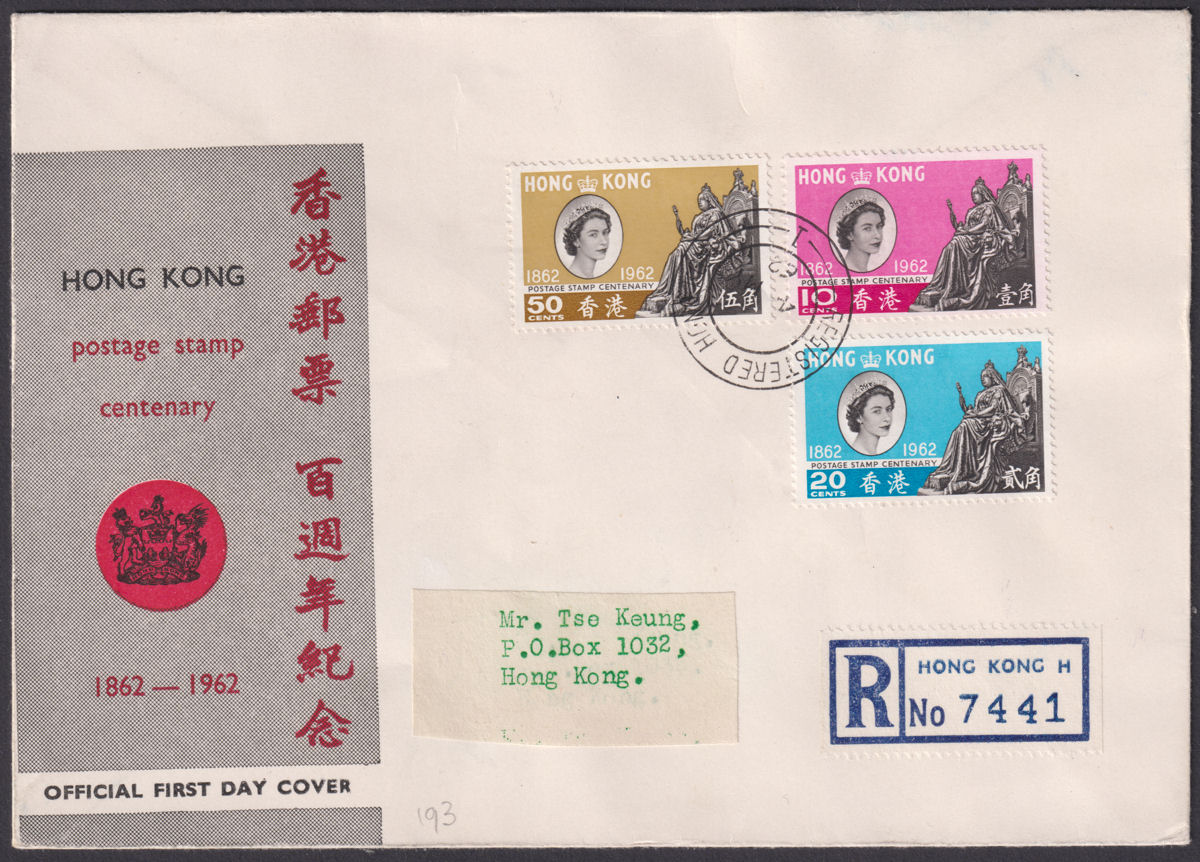 HONG KONG
postage stamp
centenary
1862 — 1962
香港郵票 百週年紀念
OFFICIAL FIRST DAY COVER
HONG KONG
1862 1962
POSTAGE STAMP CENTENARY
50 CENTS 香港 伍角
HONG KONG
1862 1962
POSTAGE STAMP CENTENARY
10 CENTS 香港 壹角
HONG KONG
1862 1962
POSTAGE STAMP CENTENARY
20 CENTS 香港 貳角
REGISTERED
Mr. Tse Keung,
P.O.Box 1032,
Hong Kong.
R HONG KONG H
No 7441
193